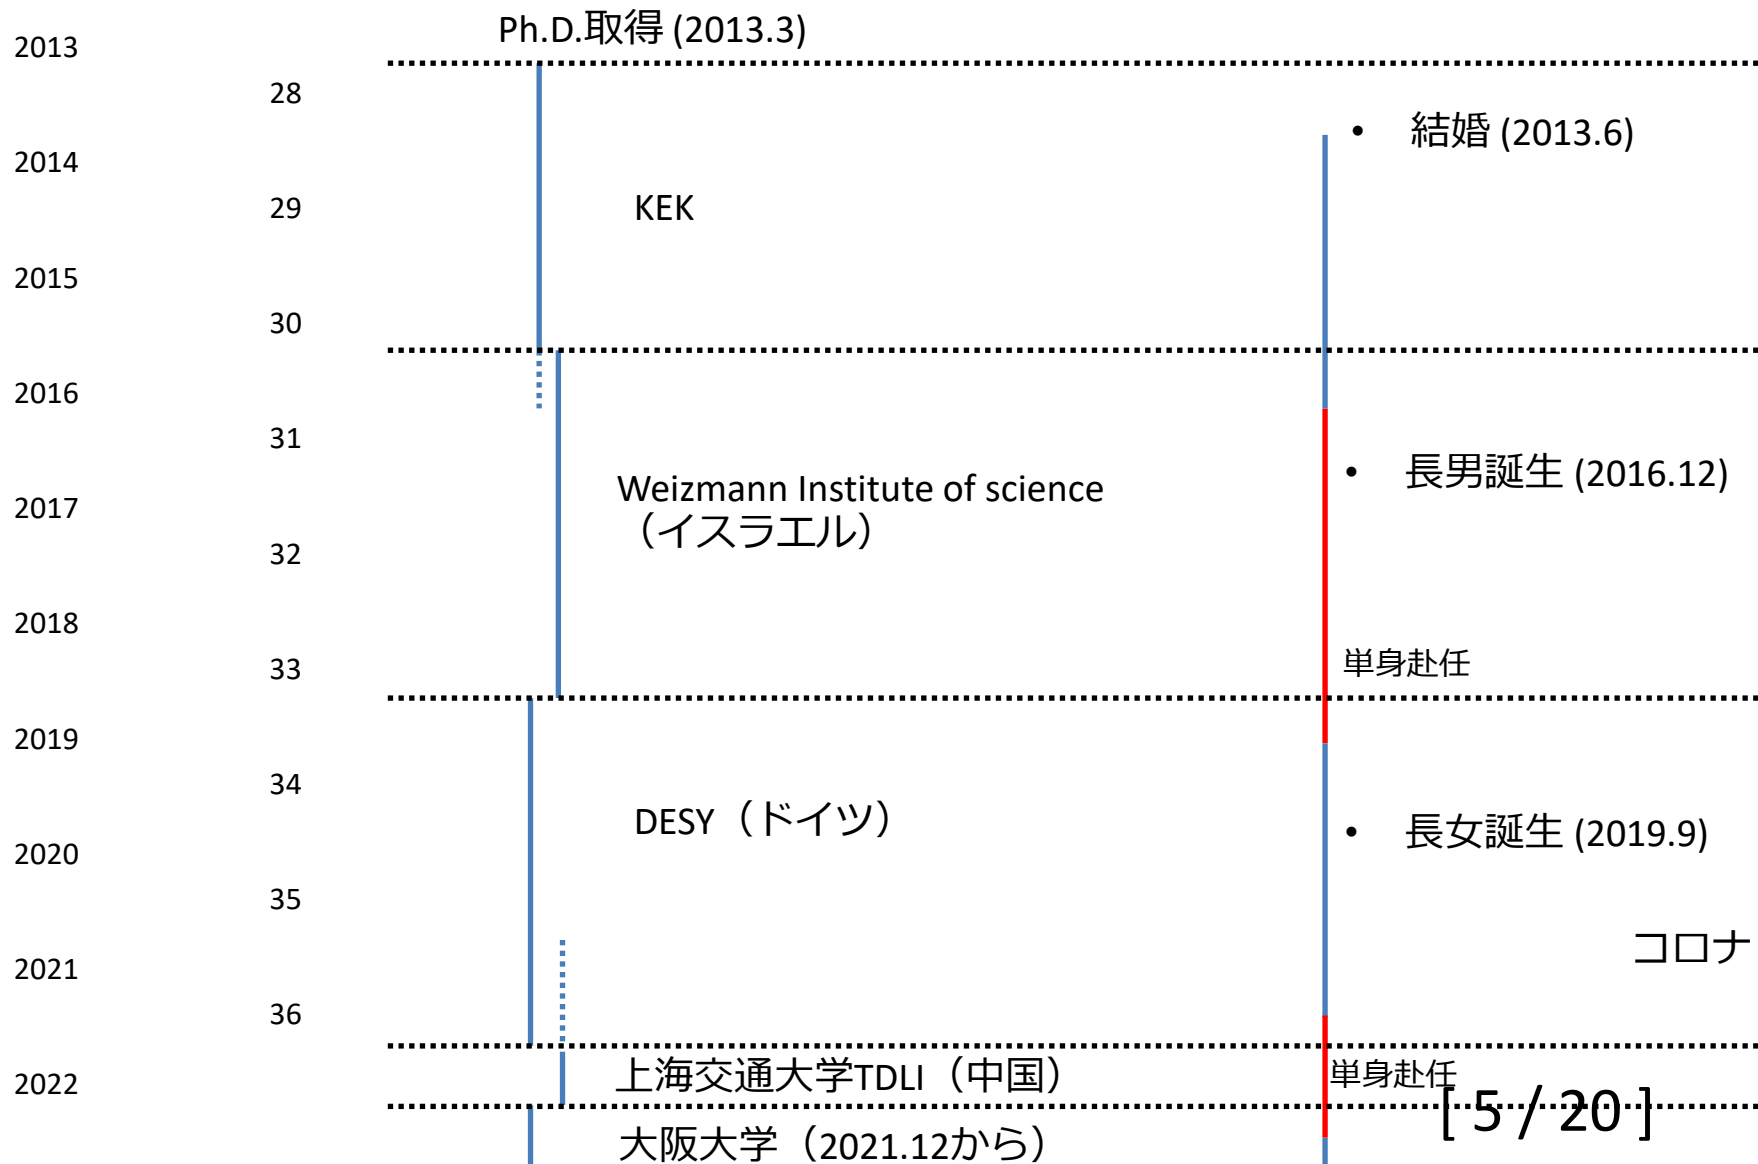 Ph.D.取得 (2013.3)
2013
28
• 結婚 (2013.6)
2014
29
KEK
2015
30
2016
31
• 長男誕生 (2016.12)
Weizmann Institute of science
（イスラエル）
2017
32
2018
33
単身赴任
2019
34
DESY（ドイツ）
• 長女誕生 (2019.9)
2020
35
コロナ
2021
36
上海交通大学TDLI（中国）
単身赴任
2022
[ 5 / 20 ]
大阪大学（2021.12から）